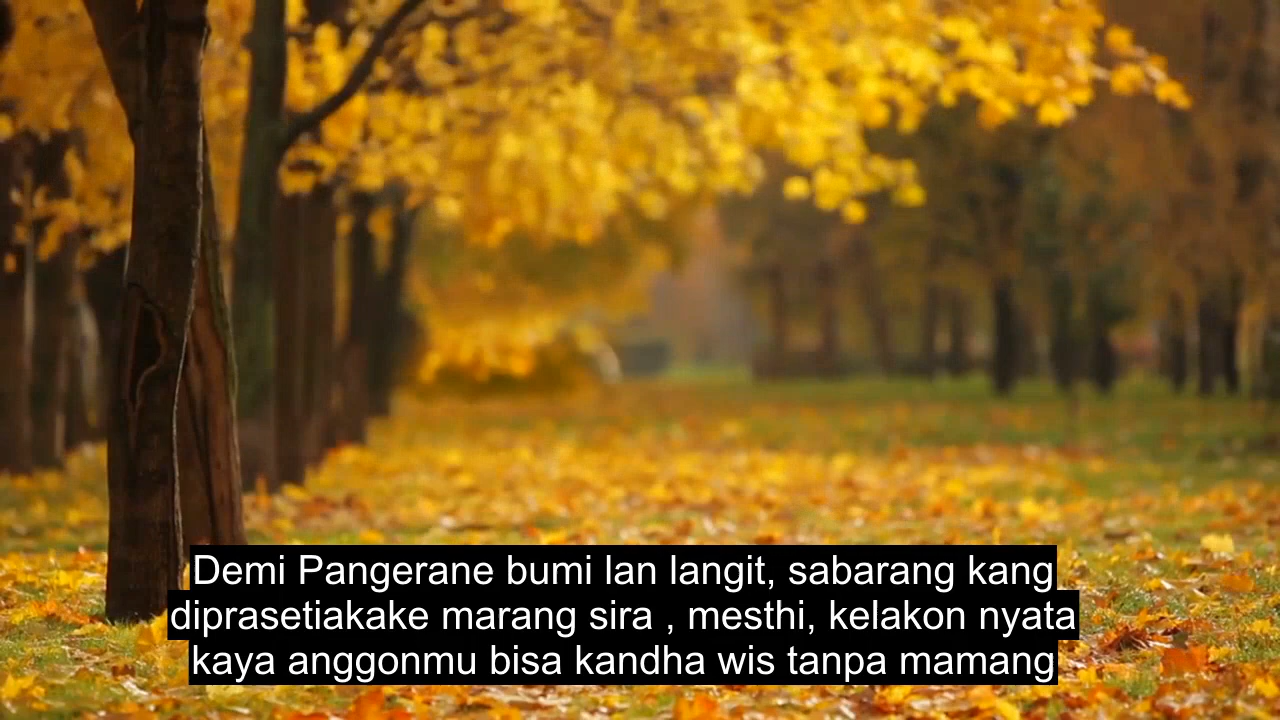 Demi Pangerane bumi lan langit, sabarang kang
diprasetiakake marang sira , mesthi, kelakon nyata
kaya anggonmu bisa kandha wis tanpa mamang